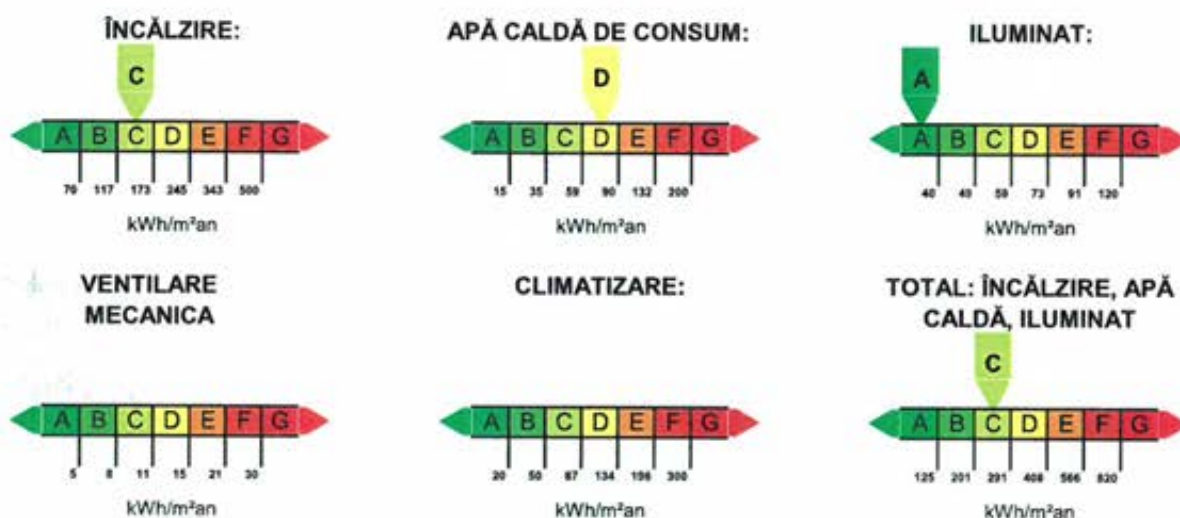 ÎNCĂLZIRE:
C
A B C D E F G
70 117 173 245 343 500
kWh/m²an
APĂ CALDĂ DE CONSUM:
D
A B C D E F G
15 35 59 90 132 200
kWh/m²an
ILUMINAT:
A
A B C D E F G
40 49 59 73 91 120
kWh/m²an
VENTILARE
MECANICA
A B C D E F G
5 8 11 15 21 30
kWh/m²an
CLIMATIZARE:
A B C D E F G
20 50 87 134 198 300
kWh/m²an
TOTAL: ÎNCĂLZIRE, APĂ
CALDĂ, ILUMINAT
C
A B C D E F G
125 201 291 408 566 820
kWh/m²an